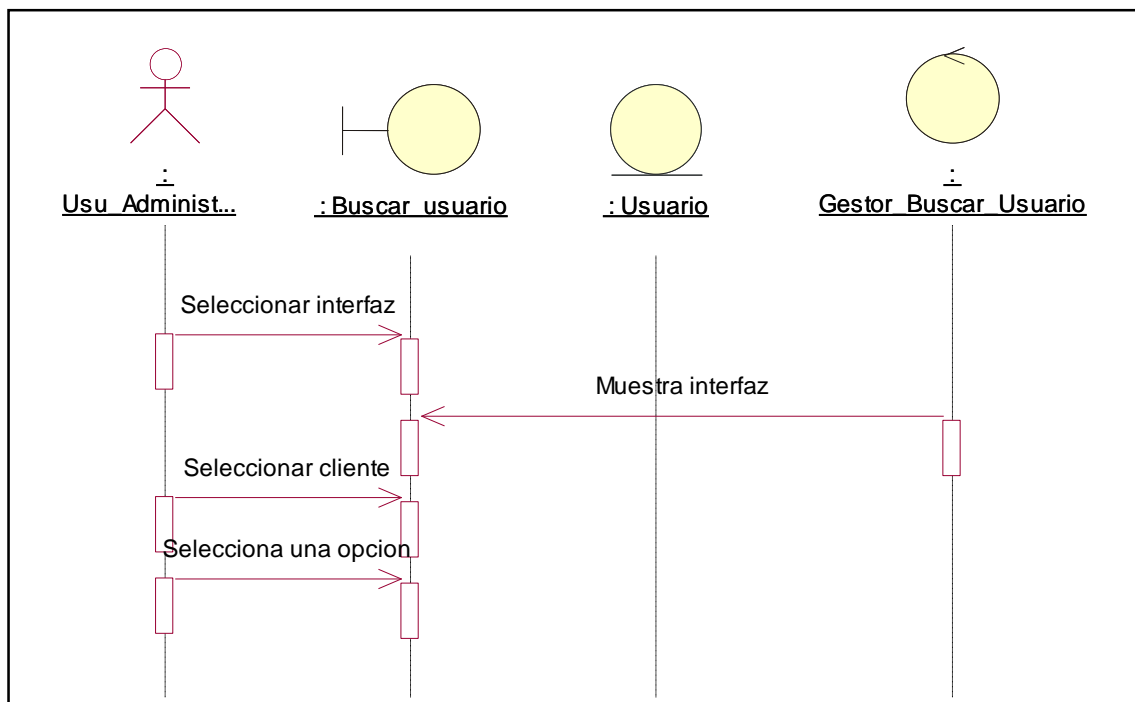 :
Usu_Administ...
: Buscar_usuario
: Usuario
:
Gestor_Buscar_Usuario
Seleccionar interfaz
Muestra interfaz
Seleccionar cliente
Selecciona una opcion